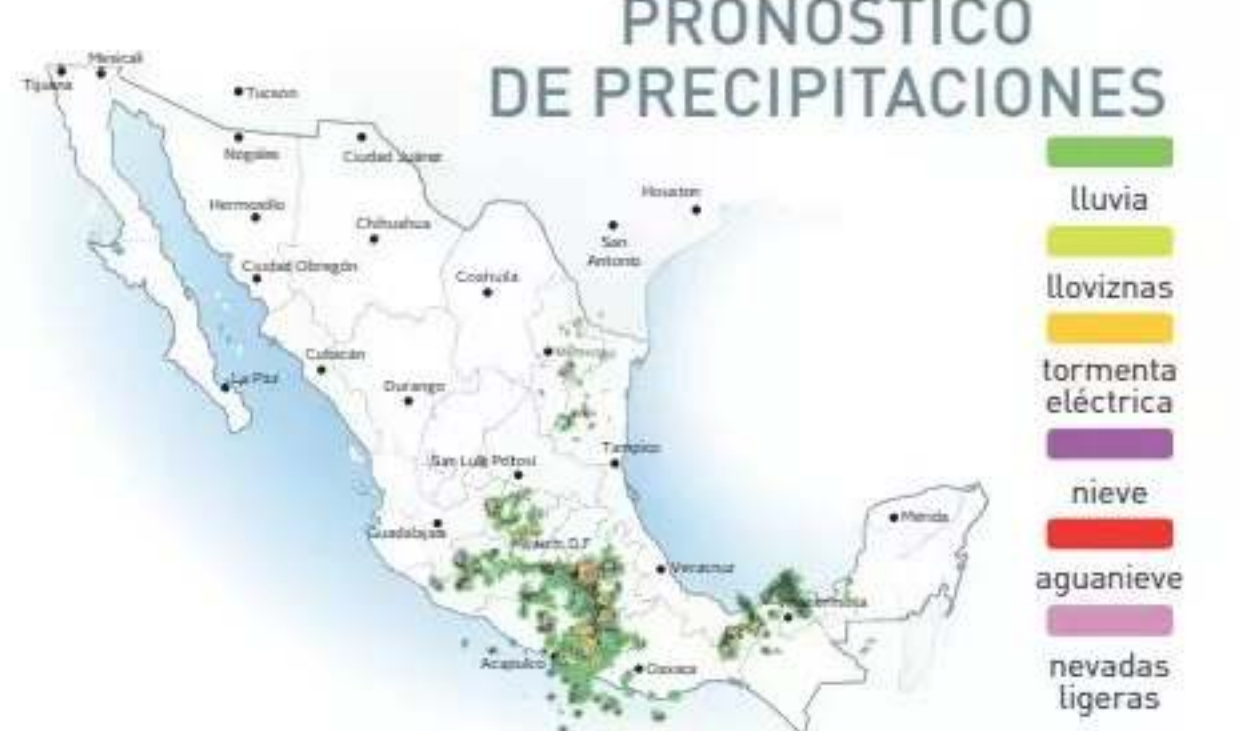 PRONÓSTICO
DE PRECIPITACIONES
Mexicali
Tijuana
Tucson
Nogales
Ciudad Juárez
Houston
Hermosillo
Chihuahua
San
Antonio
Ciudad Obregón
Coahuila
Culiacán
La Paz
Durango
Tampico
San Luis Potosí
Guadalajara
México, D.F
Mérida
Veracruz
Acapulco
Oaxaca
lluvia
lloviznas
tormenta
eléctrica
nieve
aguanieve
nevadas
ligeras